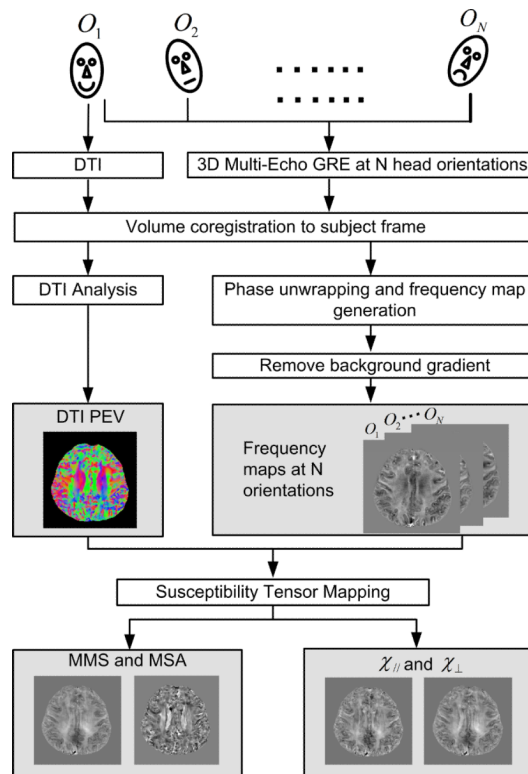 O1 O2 ON
DTI
3D Multi-Echo GRE at N head orientations
Volume coregistration to subject frame
DTI Analysis
Phase unwrapping and frequency map
generation
Remove background gradient
DTI PEV
Frequency
maps at N
orientations
O1 O2 ••• ON
Susceptibility Tensor Mapping
MMS and MSA
χ// and χ⊥